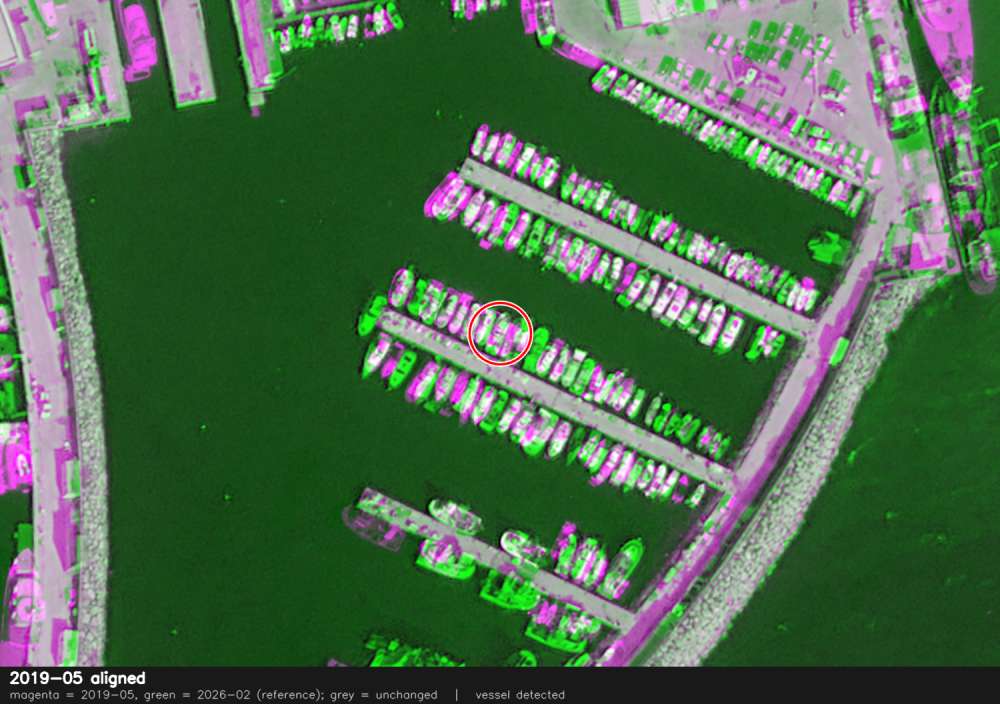 2019-05 aligned
magenta = 2019-05, green = 2026-02 (reference); grey = unchanged | vessel detected